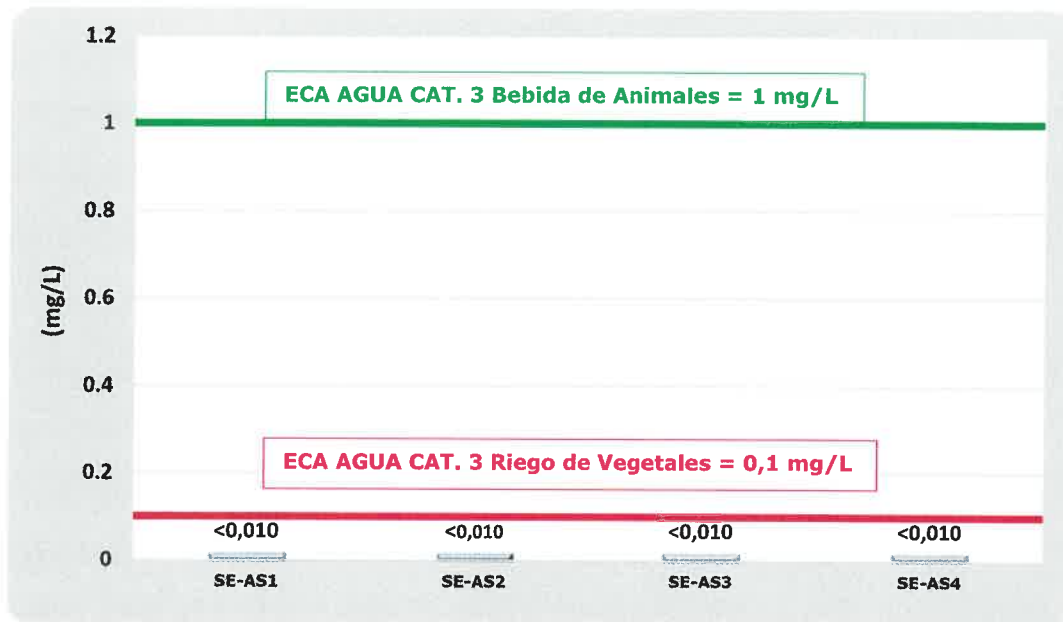 1.2
ECA AGUA CAT. 3 Bebida de Animales = 1 mg/L
1
0.8
(mg/L)
0.6
0.4
ECA AGUA CAT. 3 Riego de Vegetales = 0,1 mg/L
0.2
<0,010 <0,010 <0,010 <0,010
0
SE-AS1 SE-AS2 SE-AS3 SE-AS4